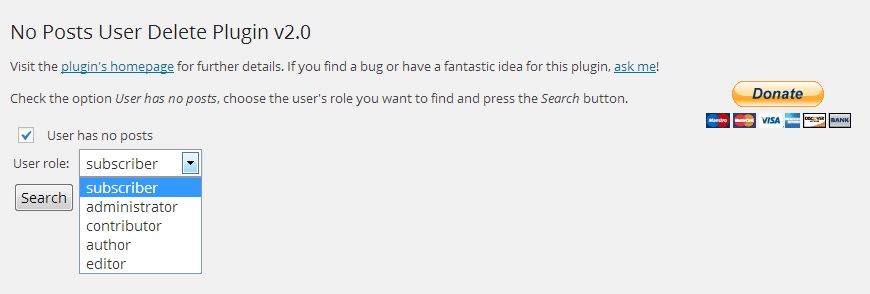 No Posts User Delete Plugin v2.0
Visit the plugin's homepage for further details. If you find a bug or have a fantastic idea for this plugin, ask me!
Check the option User has no posts, choose the user's role you want to find and press the Search button.
Donate
Maestro MasterCard VISA DISCOVER BANK
User has no posts
User role: subscriber
subscriber
Search
administrator
contributor
author
editor